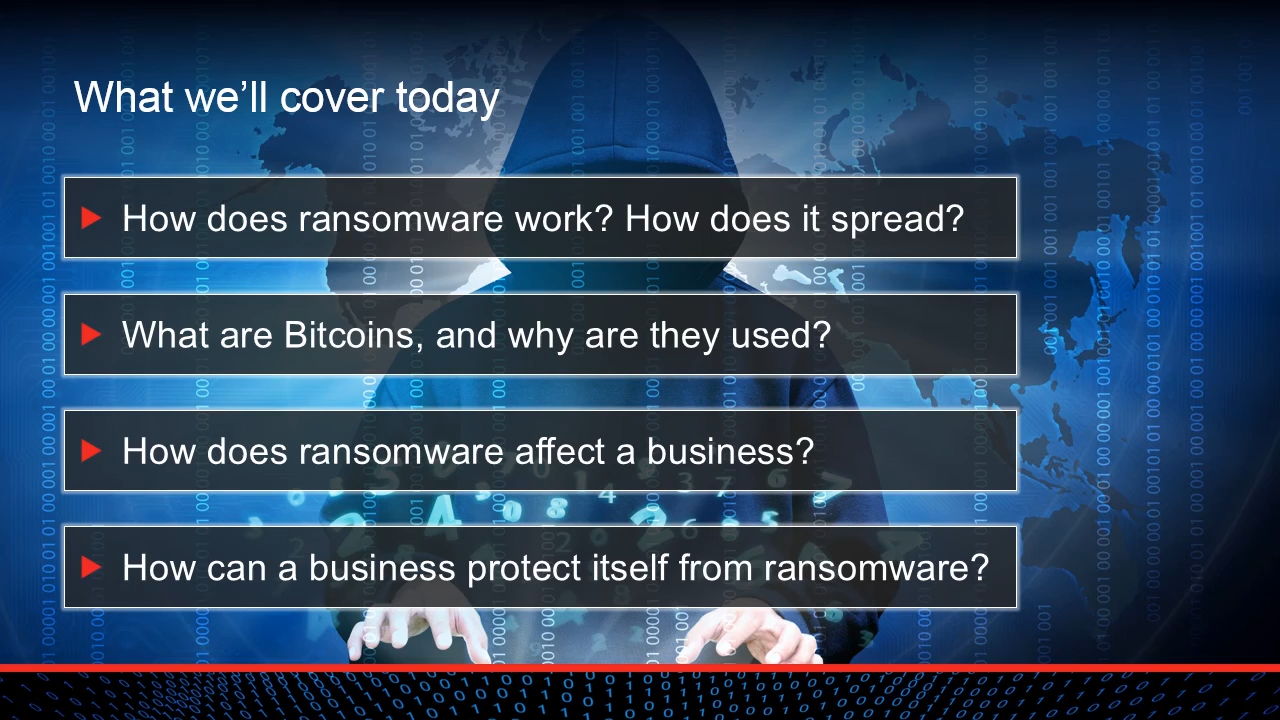 What we’ll cover today
How does ransomware work? How does it spread?
What are Bitcoins, and why are they used?
How does ransomware affect a business?
How can a business protect itself from ransomware?